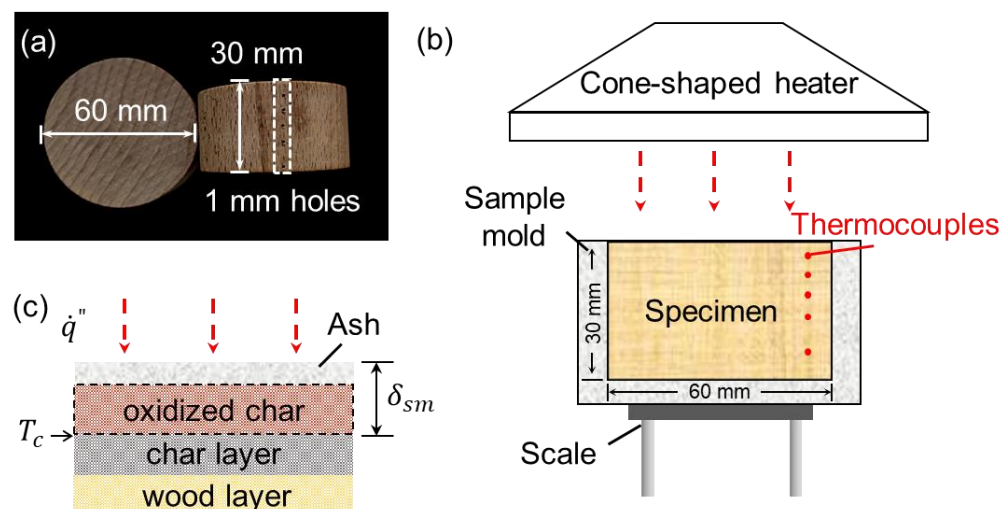 (a)
60 mm
30 mm
1 mm holes
(b)
Cone-shaped heater
Sample
mold
Thermocouples
Specimen
30 mm
60 mm
Scale
(c)
q̇"
Ash
oxidized char
δsm
Tc
char layer
wood layer